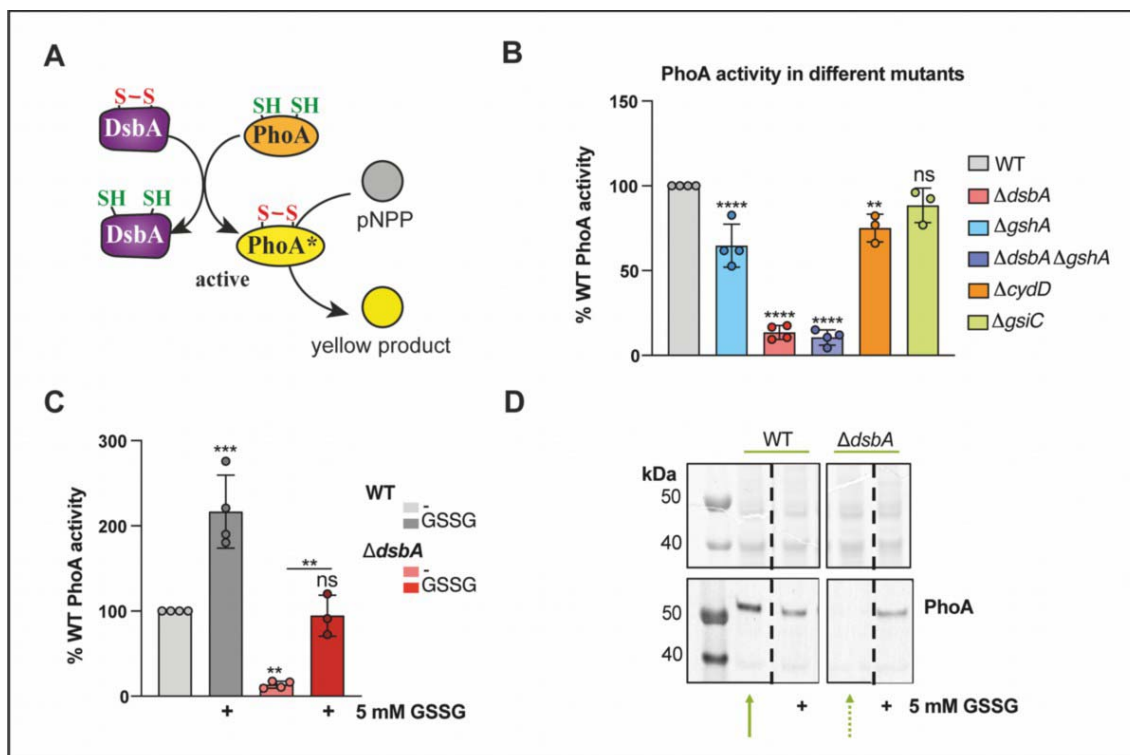 A
S-S
DsbA
SH SH
PhoA
SH SH
DsbA
S-S
PhoA*
active
pNPP
yellow product
B
PhoA activity in different mutants
% WT PhoA activity
150
100
50
0
****
****
****
**
ns
WT
ΔdsbA
ΔgshA
ΔdsbA ΔgshA
ΔcydD
ΔgsiC
C
% WT PhoA activity
300
200
100
0
***
**
**
ns
+ + 5 mM GSSG
WT
-
GSSG
ΔdsbA
-
GSSG
D
WT ΔdsbA
kDa
50
40
50
40
PhoA
+ + 5 mM GSSG